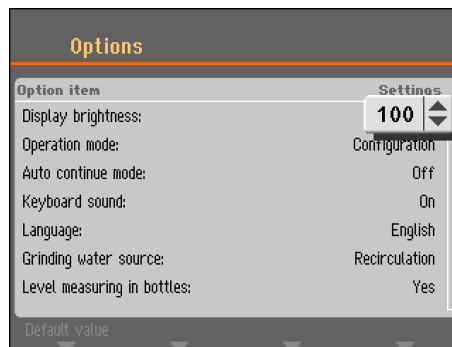 Options
Option item Settings
Display brightness: 100
Operation mode: Configuration
Auto continue mode: Off
Keyboard sound: On
Language: English
Grinding water source: Recirculation
Level measuring in bottles: Yes
Default value